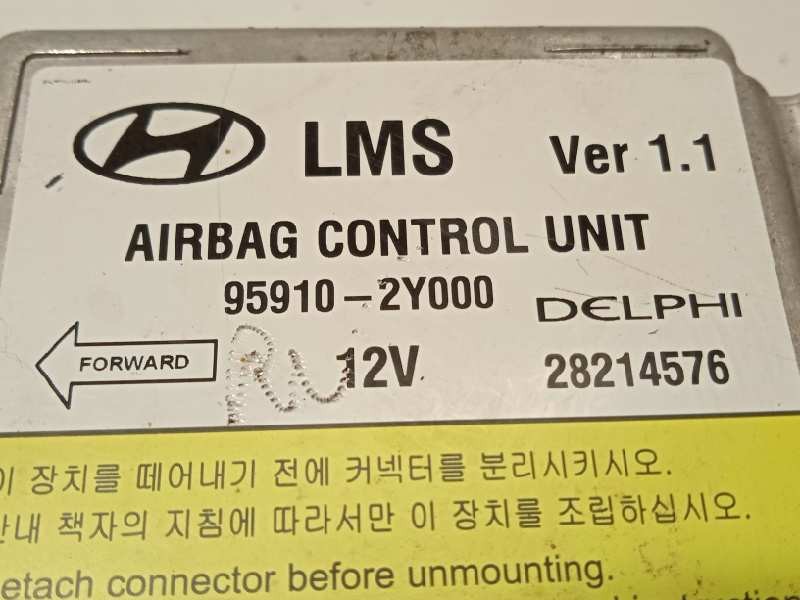 LMS Ver 1.1
AIRBAG CONTROL UNIT
95910-2Y000 DELPHI
FORWARD 12V 28214576
이 장치를 떼어내기 전에 커넥터를 분리시키시오.
안내 책자의 지침에 따라서만 이 장치를 조립하십시오.
etach connector before unmounting.